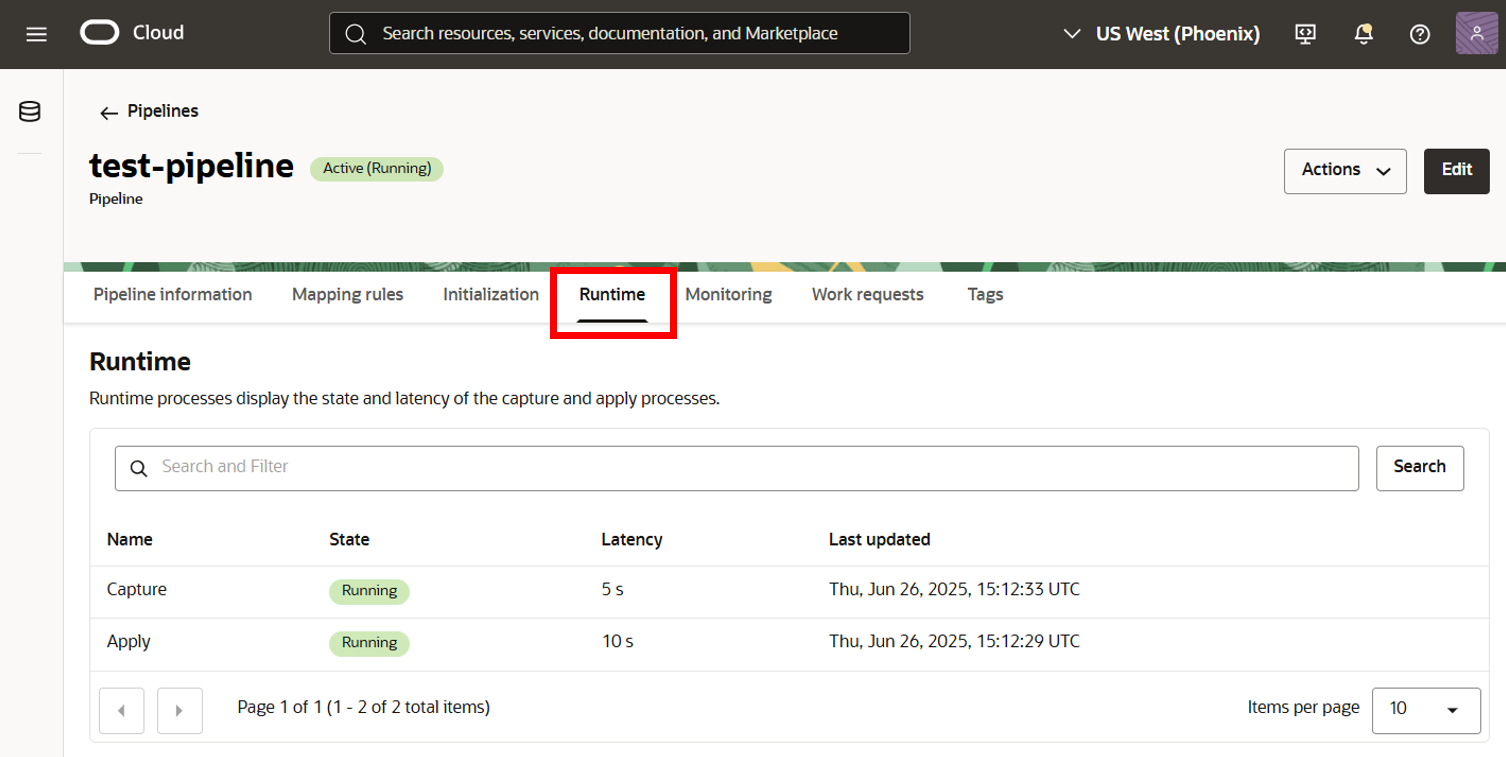 Cloud
Search resources, services, documentation, and Marketplace
US West (Phoenix)
Pipelines
test-pipeline Active (Running)
Pipeline
Actions
Edit
Pipeline information Mapping rules Initialization Runtime Monitoring Work requests Tags
Runtime
Runtime processes display the state and latency of the capture and apply processes.
Search and Filter
Search
Name State Latency Last updated
Capture Running 5 s Thu, Jun 26, 2025, 15:12:33 UTC
Apply Running 10 s Thu, Jun 26, 2025, 15:12:29 UTC
Page 1 of 1 (1 - 2 of 2 total items) Items per page 10